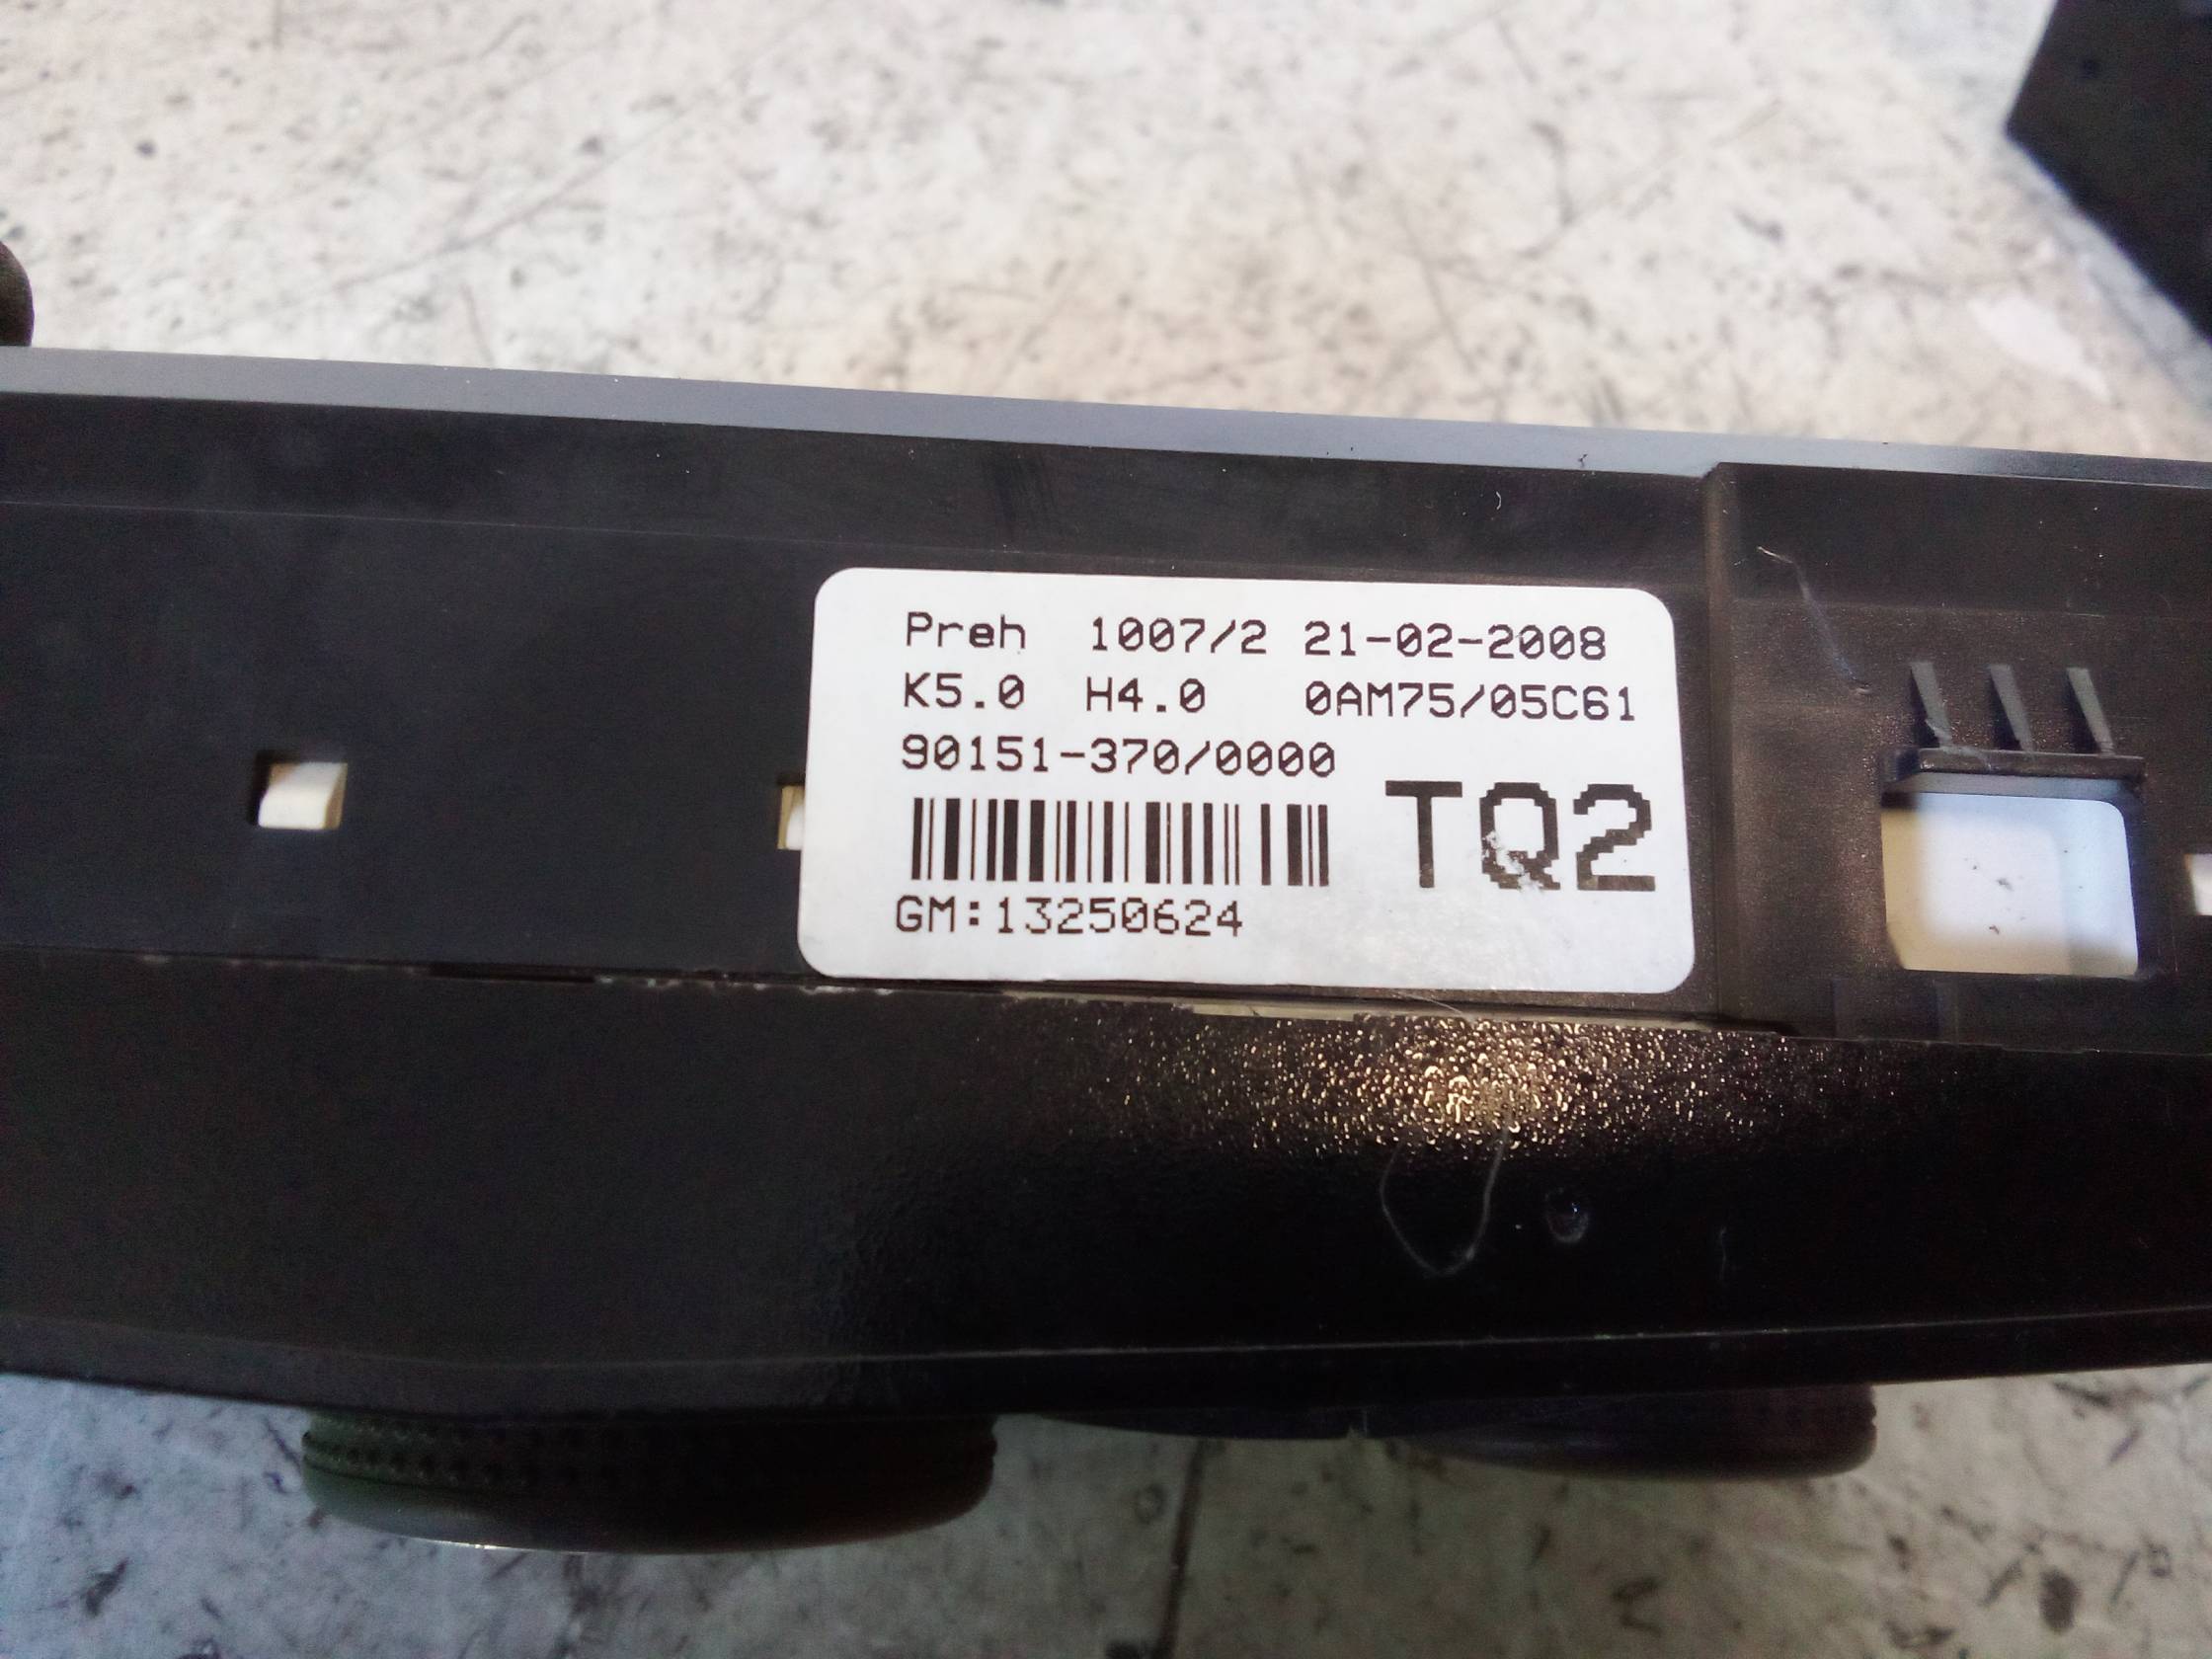 Preh 1007/2 21-02-2008
K5.0 H4.0 0AM75/05C61
90151-370/0000
TQ2
GM:13250624